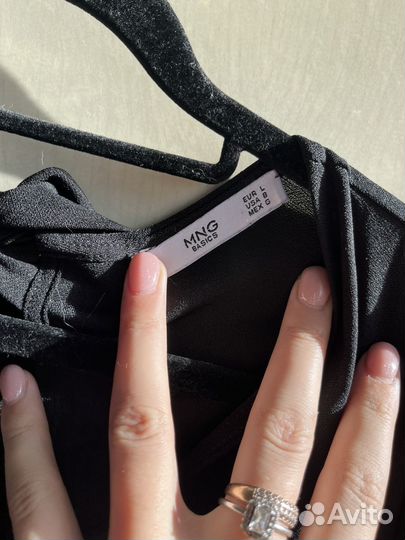 MNG
BASICS
EUR L
USA 8
MEX G
Avito